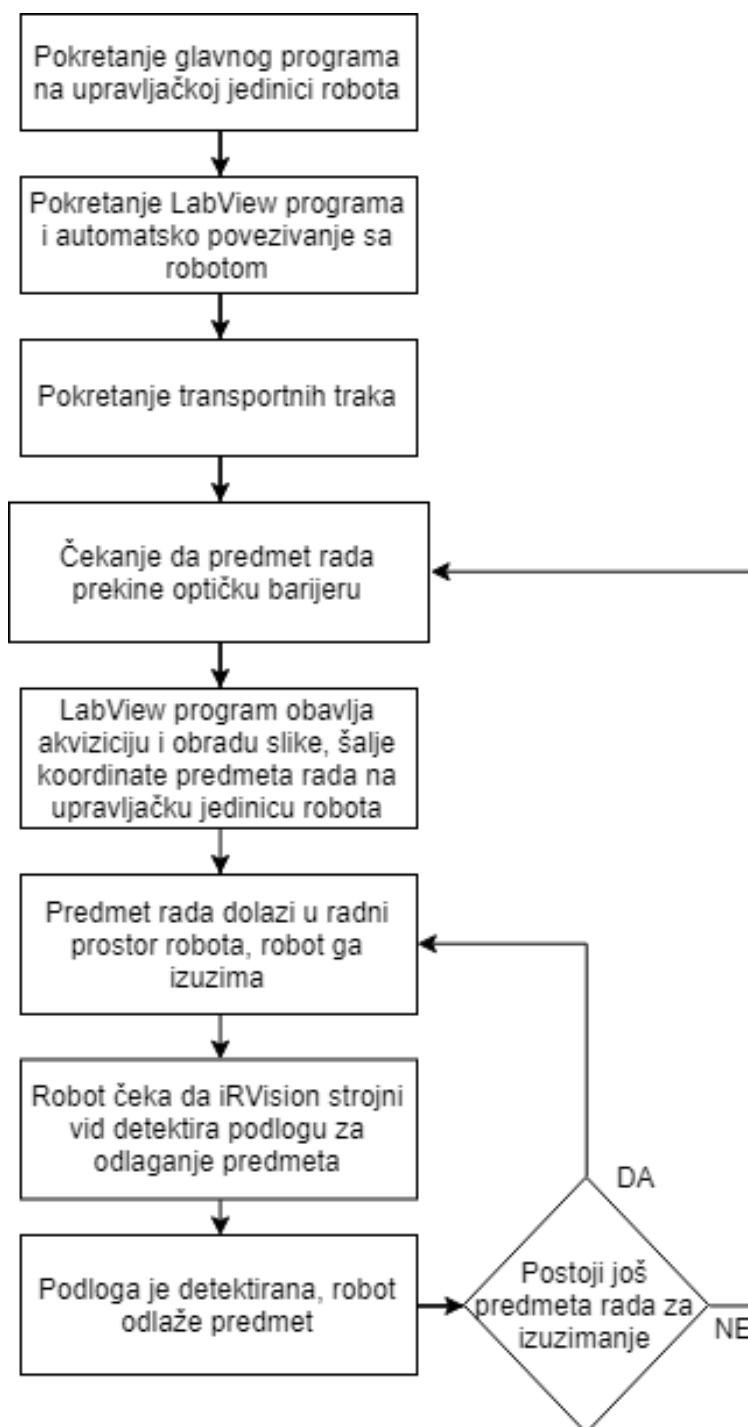 Pokretanje glavnog programa
na upravljačkoj jedinici robota
Pokretanje LabView programa
i automatsko povezivanje sa
robotom
Pokretanje transportnih traka
Čekanje da predmet rada
prekine optičku barijeru
LabView program obavlja
akviziciju i obradu slike, šalje
koordinate predmeta rada na
upravljačku jedinicu robota
Predmet rada dolazi u radni
prostor robota, robot ga
izuzima
Robot čeka da iRVision strojni
vid detektira podlogu za
odlaganje predmeta
DA
Podloga je detektirana, robot
odlaže predmet
Postoji još
predmeta rada za
izuzimanje
NE